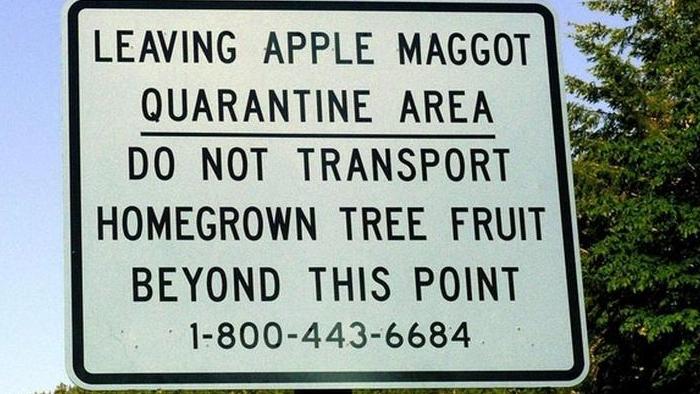 LEAVING APPLE MAGGOT
QUARANTINE AREA
DO NOT TRANSPORT
HOMEGROWN TREE FRUIT
BEYOND THIS POINT
1-800-443-6684